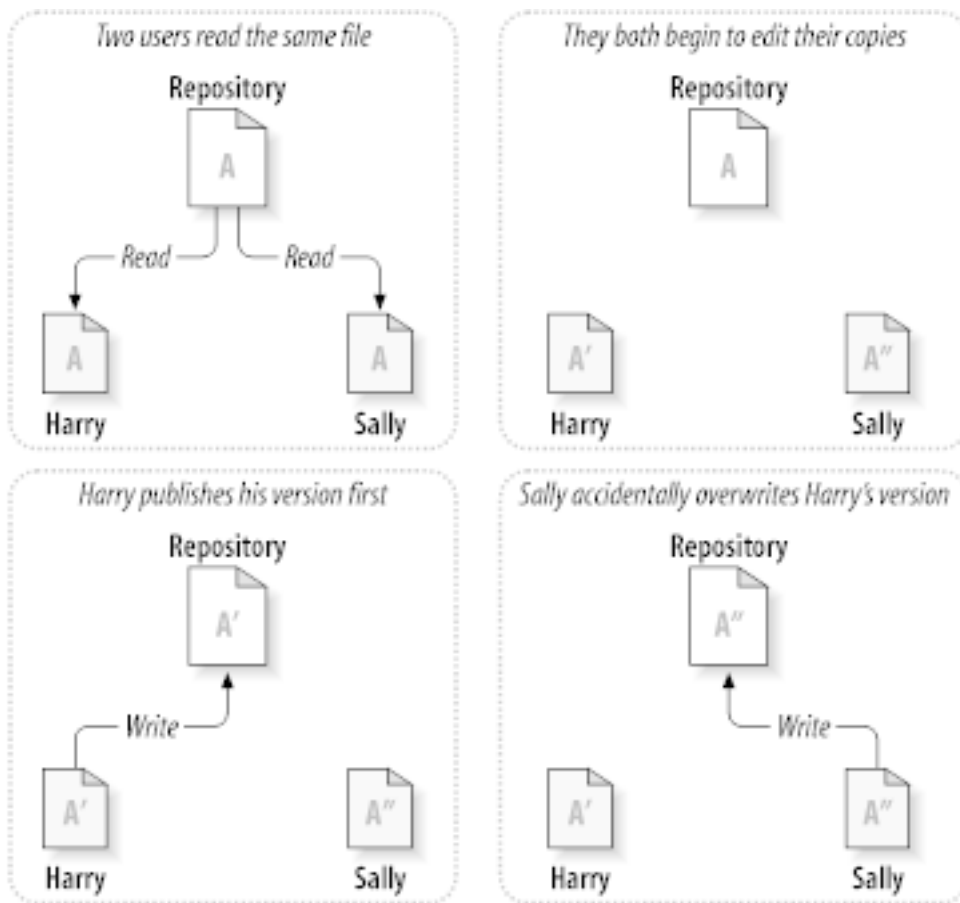 Two users read the same file
Repository
A
Read Read
A A
Harry Sally
They both begin to edit their copies
Repository
A
A′ A″
Harry Sally
Harry publishes his version first
Repository
A′
Write
A′ A″
Harry Sally
Sally accidentally overwrites Harry’s version
Repository
A″
Write
A′ A″
Harry Sally